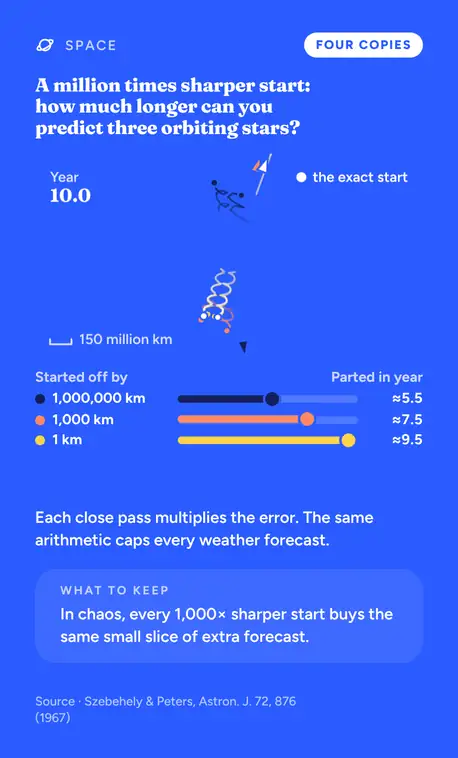 SPACE
FOUR COPIES
A million times sharper start:
how much longer can you
predict three orbiting stars?
Year
10.0
the exact start
150 million km
Started off by
Parted in year
1,000,000 km
≈5.5
1,000 km
≈7.5
1 km
≈9.5
Each close pass multiplies the error. The same
arithmetic caps every weather forecast.
WHAT TO KEEP
In chaos, every 1,000× sharper start buys the
same small slice of extra forecast.
Source · Szebehely & Peters, Astron. J. 72, 876
(1967)